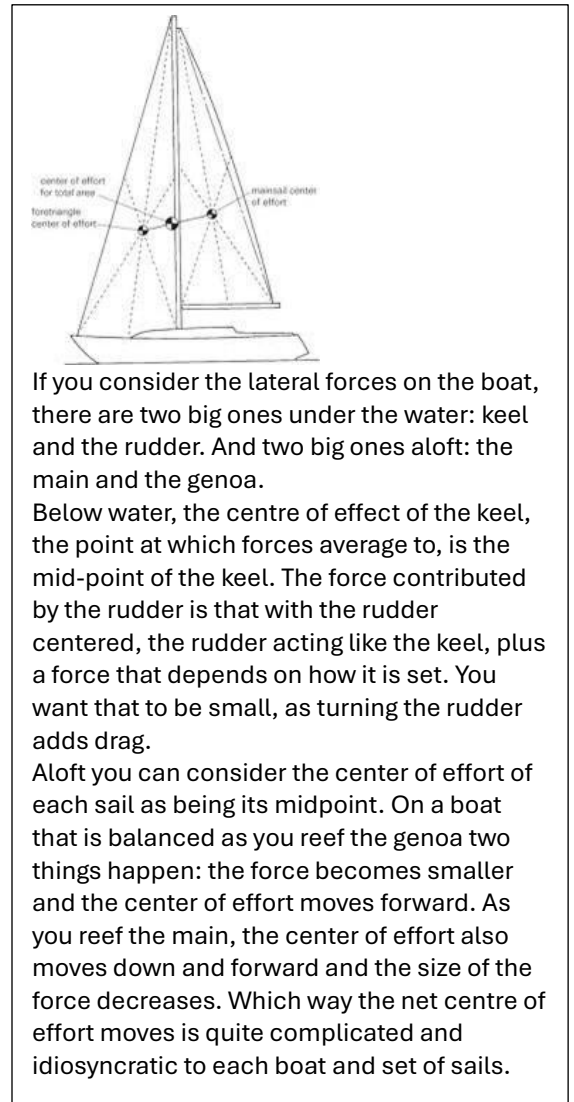 center of effort
for total area
foretriangle
center of effort
mainsail center
of effort
If you consider the lateral forces on the boat,
there are two big ones under the water: keel
and the rudder. And two big ones aloft: the
main and the genoa.
Below water, the centre of effect of the keel,
the point at which forces average to, is the
mid-point of the keel. The force contributed
by the rudder is that with the rudder
centered, the rudder acting like the keel, plus
a force that depends on how it is set. You
want that to be small, as turning the rudder
adds drag.
Aloft you can consider the center of effort of
each sail as being its midpoint. On a boat
that is balanced as you reef the genoa two
things happen: the force becomes smaller
and the center of effort moves forward. As
you reef the main, the center of effort also
moves down and forward and the size of the
force decreases. Which way the net centre of
effort moves is quite complicated and
idiosyncratic to each boat and set of sails.